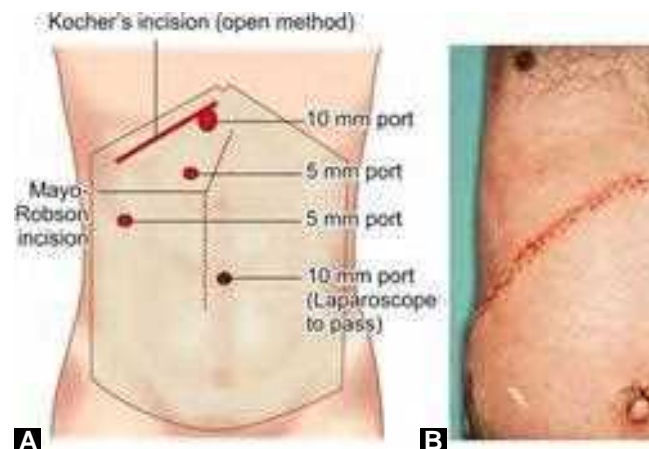 Kocher's incision (open method)
10 mm port
5 mm port
Mayo-
Robson
incision
5 mm port
10 mm port
(Laparoscope
to pass)
A
B